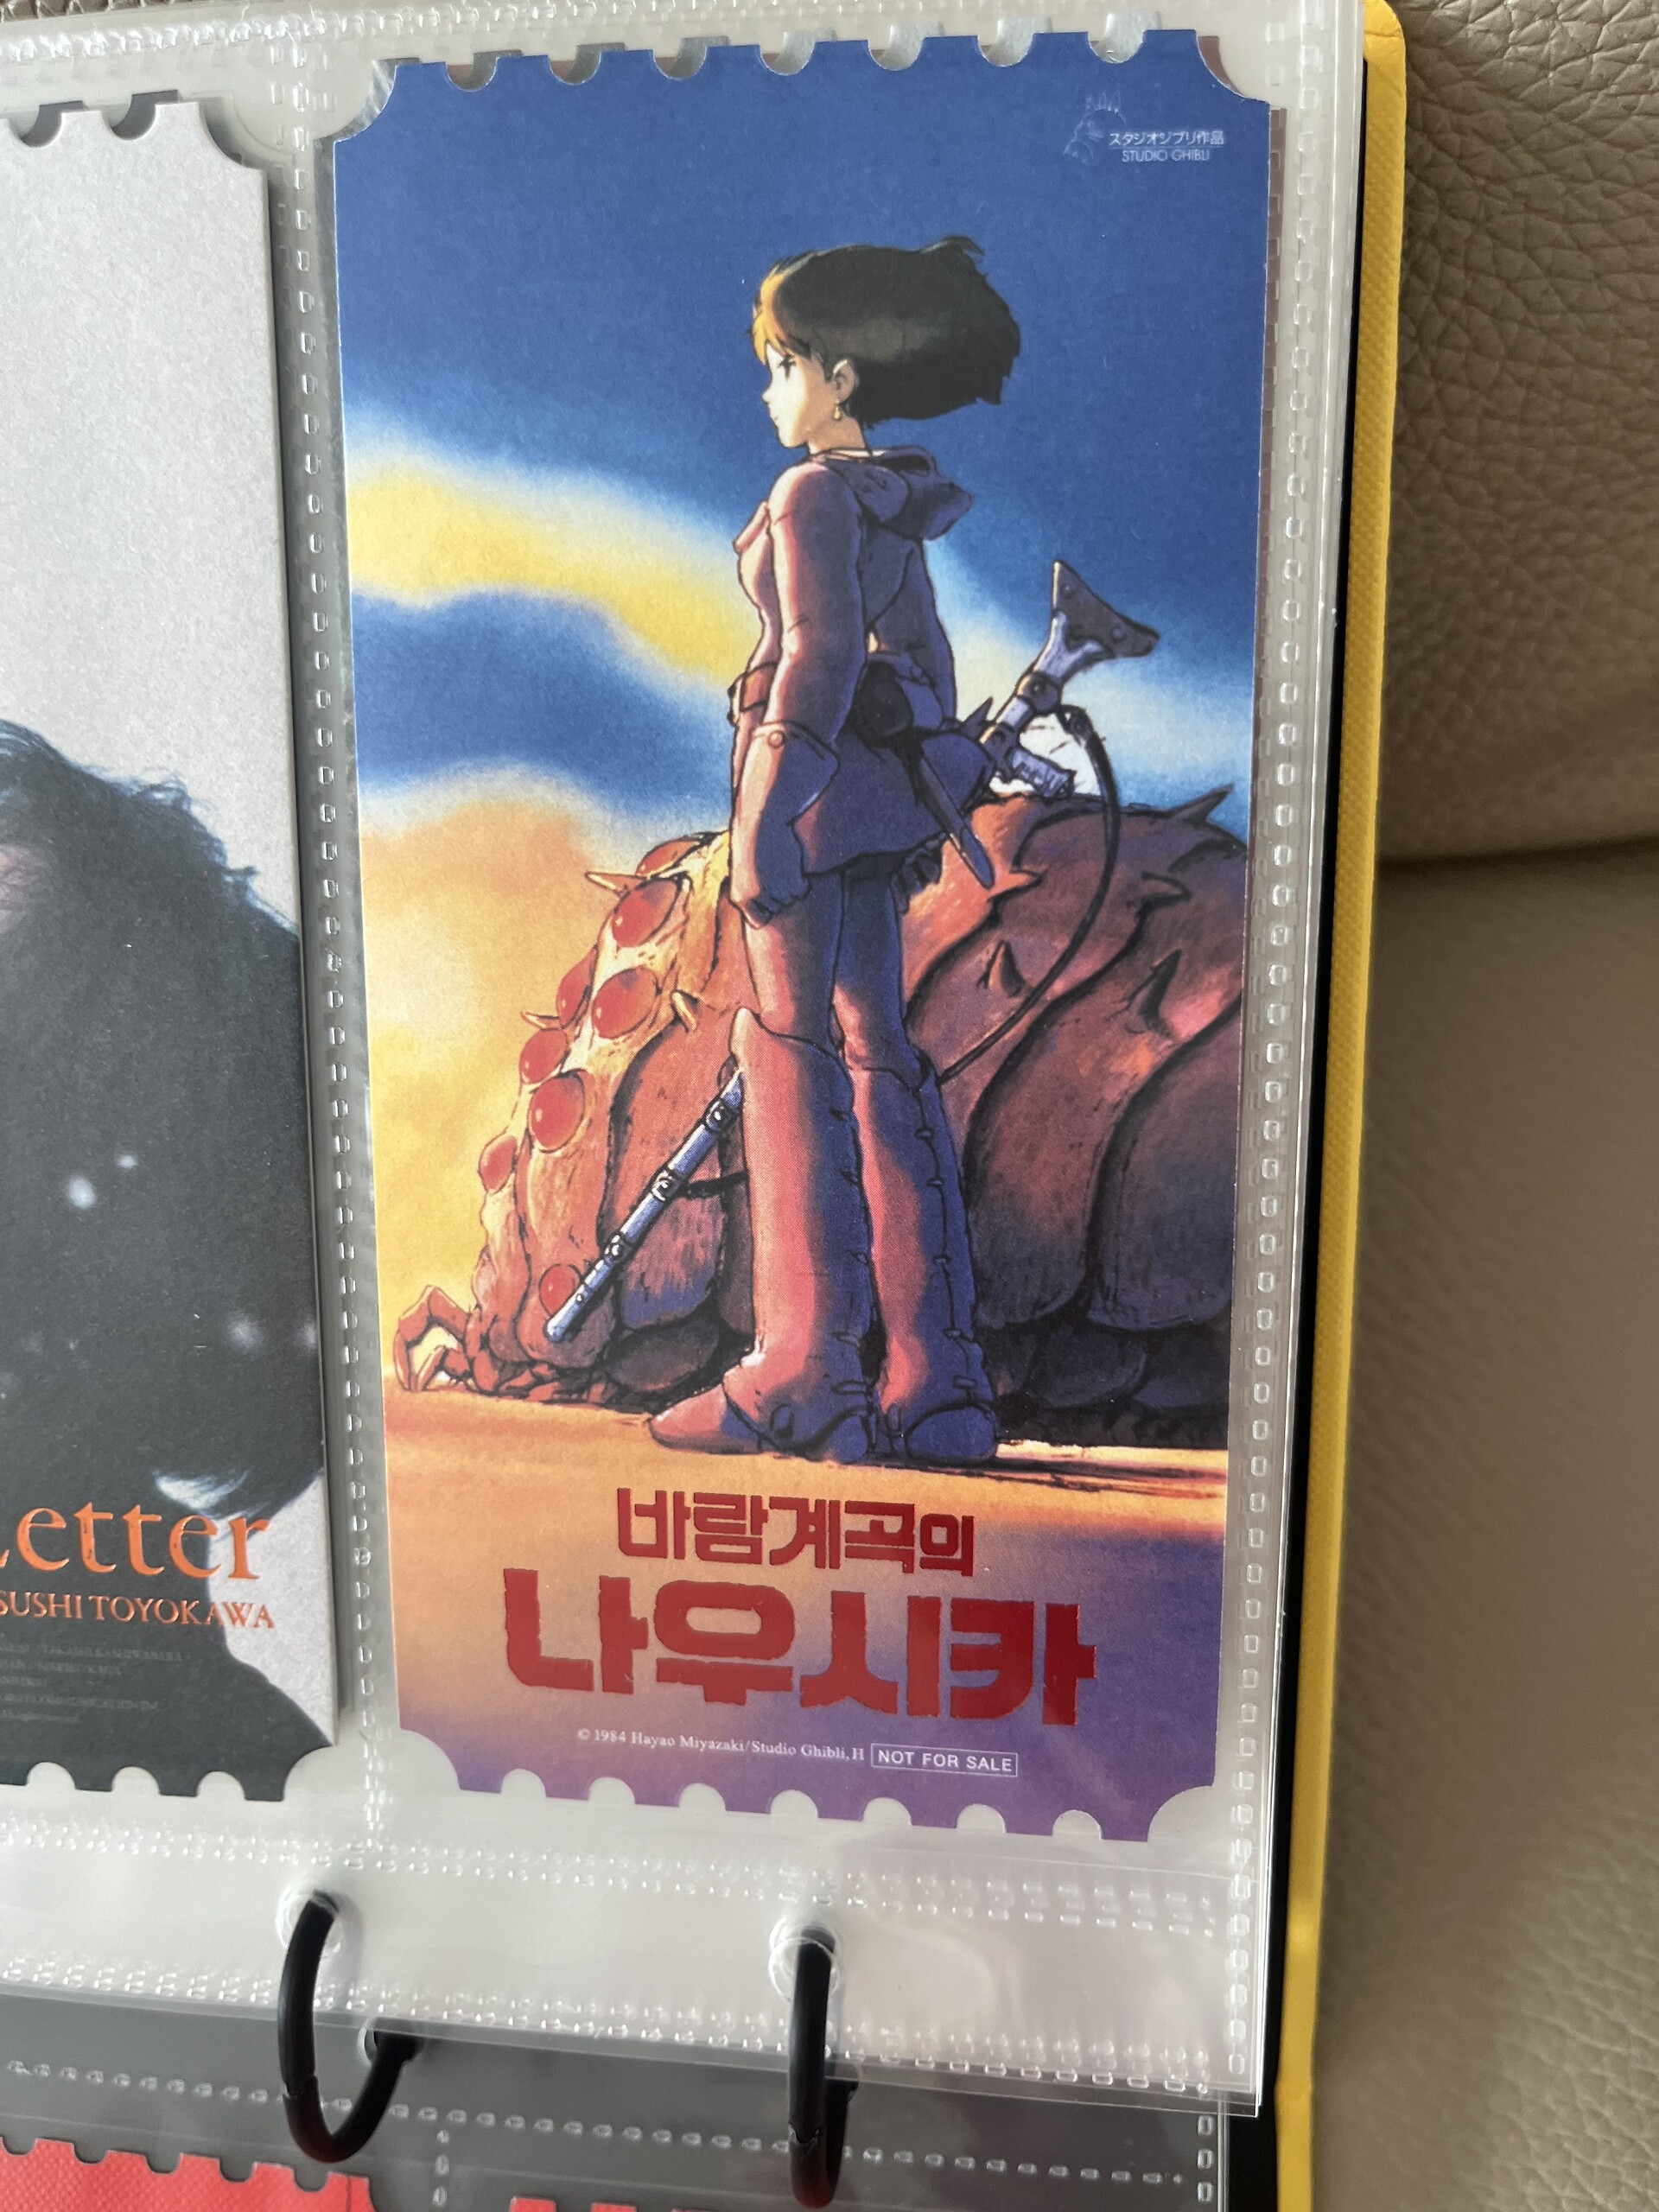 スタジオジブリ作品
STUDIO GHIBLI
바람계곡의
나우시카
© 1984 Hayao Miyazaki/Studio Ghibli, H
NOT FOR SALE
Letter
SUSHI TOYOKAWA